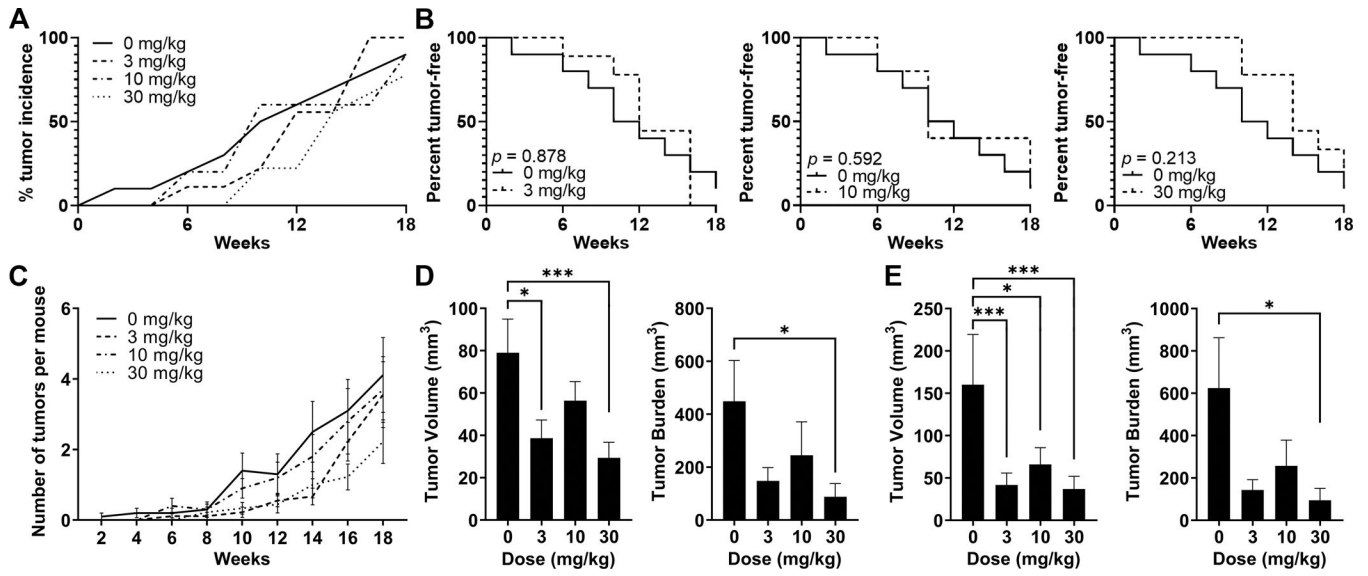 A
% tumor incidence
100
50
0
0 mg/kg
3 mg/kg
10 mg/kg
30 mg/kg
0 6 12 18
Weeks
B
Percent tumor-free
100
50
0
p = 0.878
0 mg/kg
3 mg/kg
0 6 12 18
Weeks
Percent tumor-free
100
50
0
p = 0.592
0 mg/kg
10 mg/kg
0 6 12 18
Weeks
Percent tumor-free
100
50
0
p = 0.213
0 mg/kg
30 mg/kg
0 6 12 18
Weeks
C
Number of tumors per mouse
6
4
2
0
0 mg/kg
3 mg/kg
10 mg/kg
30 mg/kg
2 4 6 8 10 12 14 16 18
Weeks
D
Tumor Volume (mm³)
100
80
60
40
20
0
***
*
0 3 10 30
Dose (mg/kg)
Tumor Burden (mm³)
800
600
400
200
0
*
0 3 10 30
Dose (mg/kg)
E
Tumor Volume (mm³)
250
200
150
100
50
0
***
*
***
0 3 10 30
Dose (mg/kg)
Tumor Burden (mm³)
1000
800
600
400
200
0
*
0 3 10 30
Dose (mg/kg)